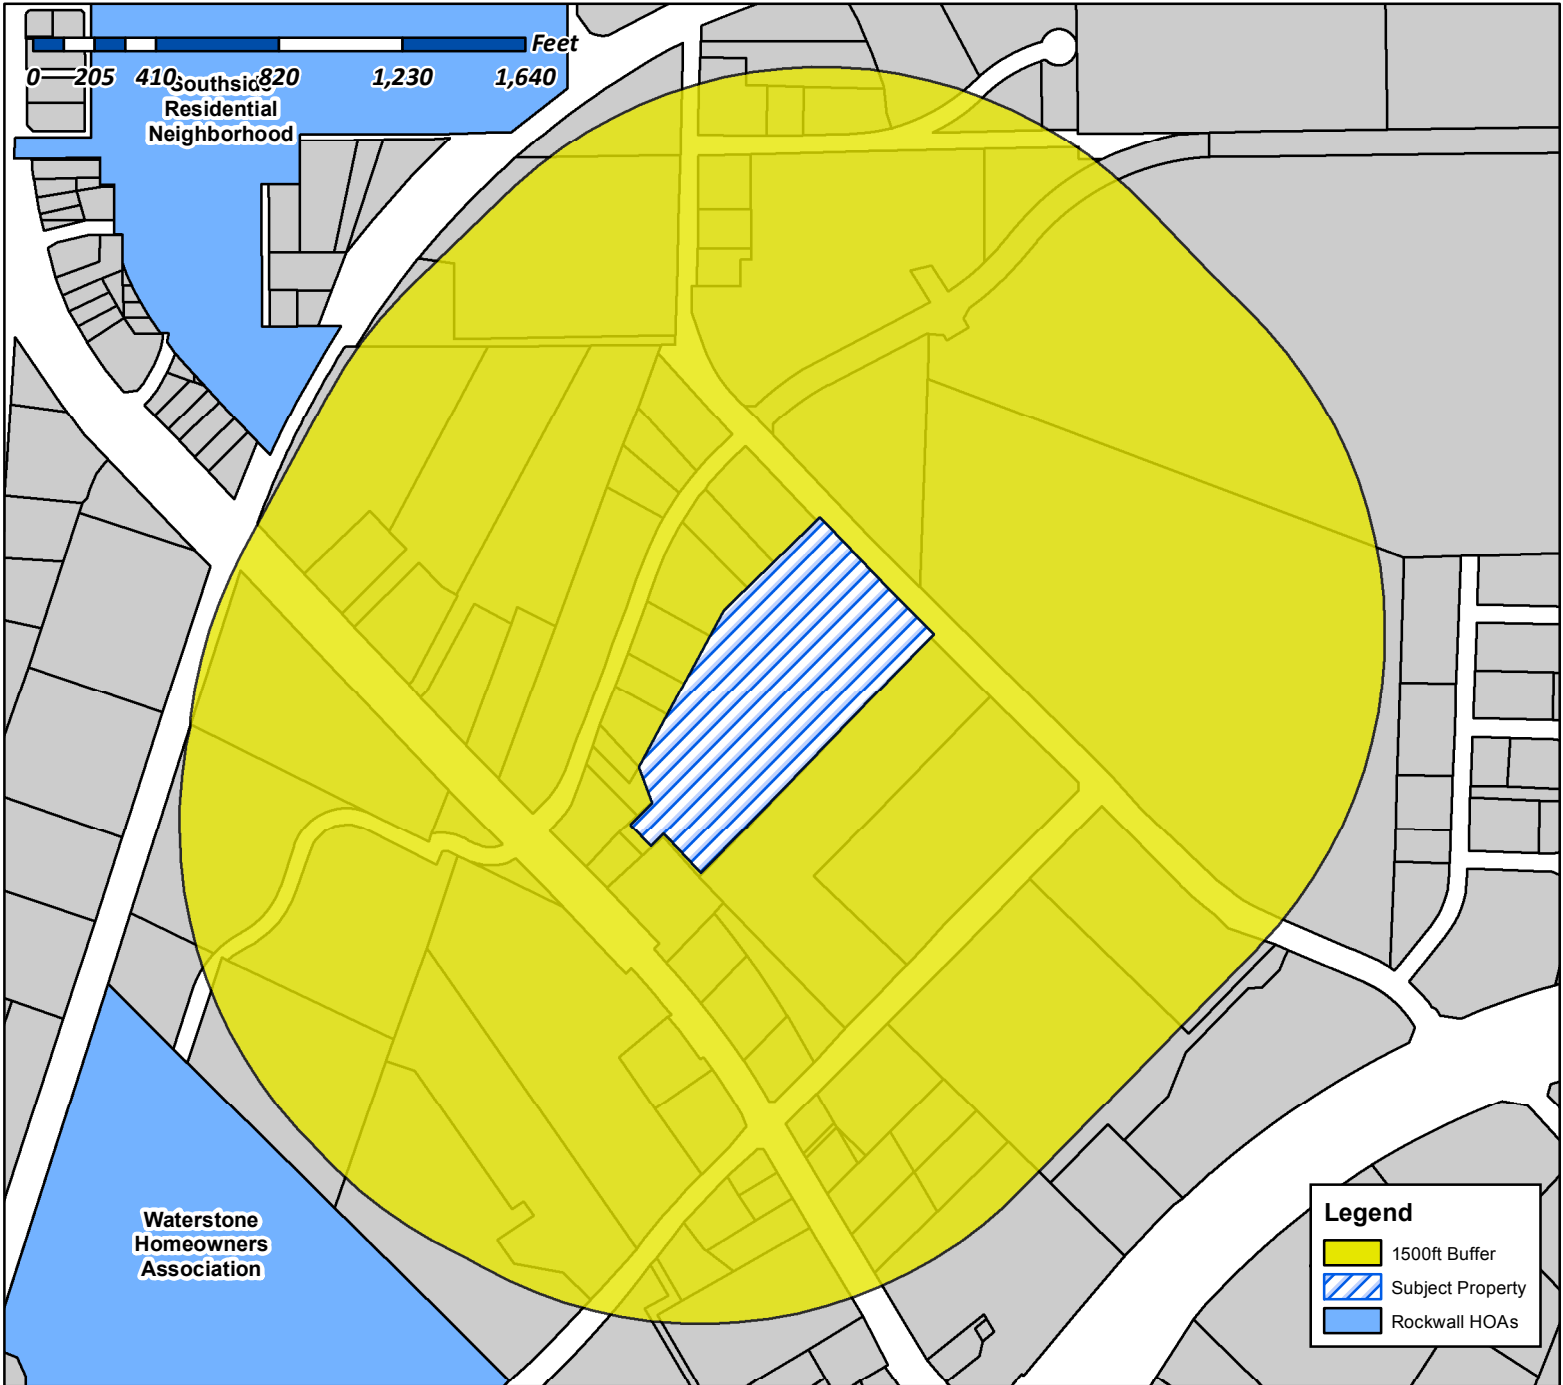 Feet
0 205 410 820 1,230 1,640
Southside
Residential
Neighborhood
Waterstone
Homeowners
Association
Legend
1500ft Buffer
Subject Property
Rockwall HOAs